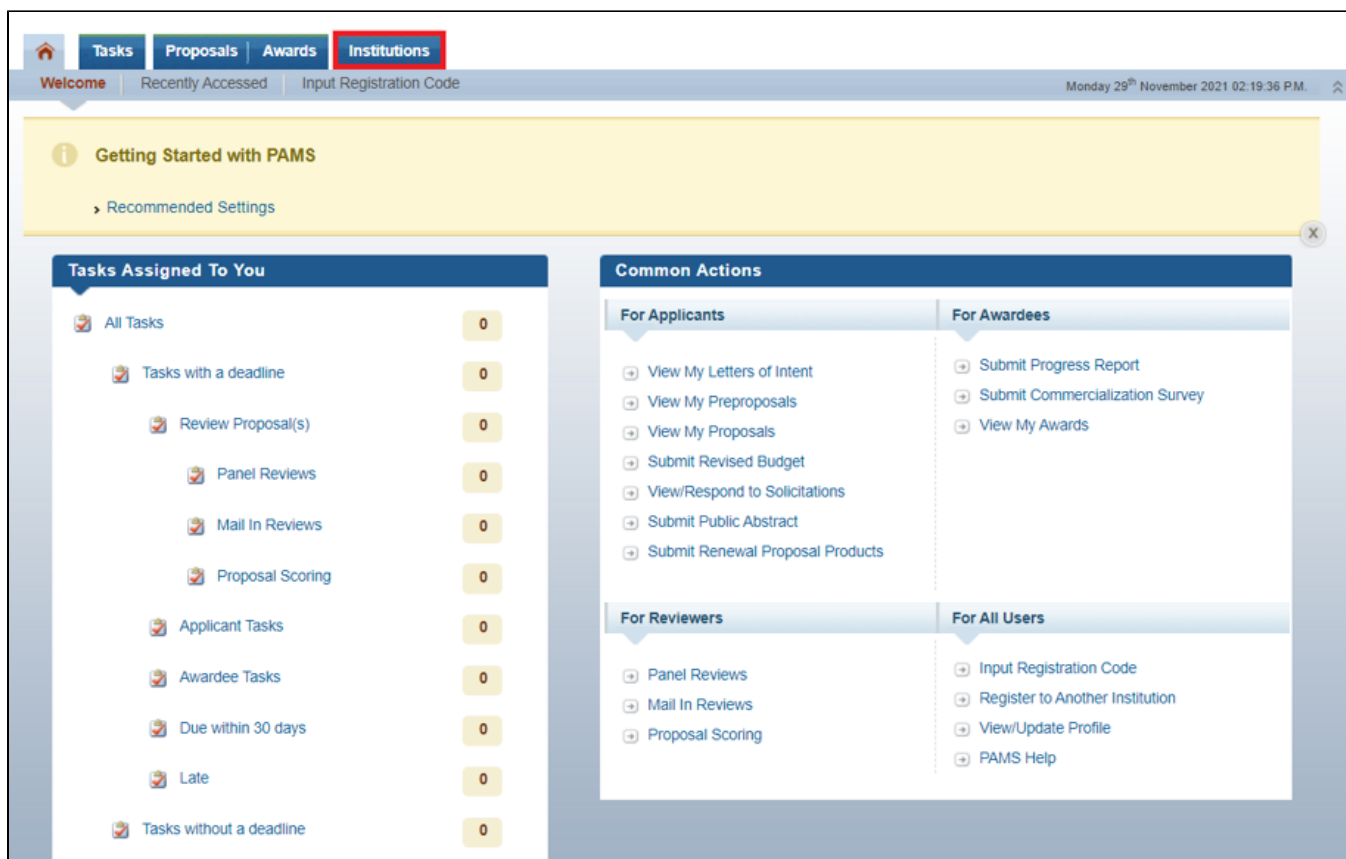 Tasks Proposals Awards Institutions
Welcome Recently Accessed Input Registration Code Monday 29th November 2021 02:19:36 P.M.
Getting Started with PAMS
Recommended Settings
X
Tasks Assigned To You
All Tasks 0
Tasks with a deadline 0
Review Proposal(s) 0
Panel Reviews 0
Mail In Reviews 0
Proposal Scoring 0
Applicant Tasks 0
Awardee Tasks 0
Due within 30 days 0
Late 0
Tasks without a deadline 0
Common Actions
For Applicants
View My Letters of Intent
View My Preproposals
View My Proposals
Submit Revised Budget
View/Respond to Solicitations
Submit Public Abstract
Submit Renewal Proposal Products
For Awardees
Submit Progress Report
Submit Commercialization Survey
View My Awards
For Reviewers
Panel Reviews
Mail In Reviews
Proposal Scoring
For All Users
Input Registration Code
Register to Another Institution
View/Update Profile
PAMS Help